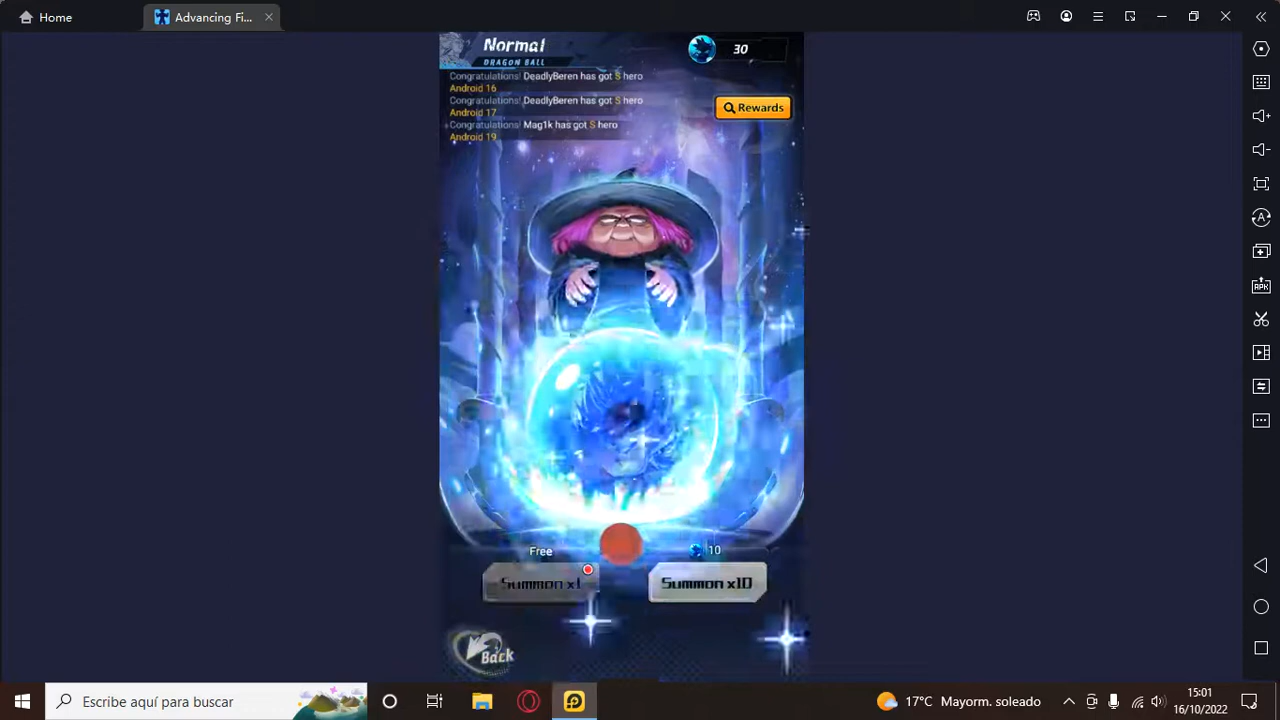 Home
Advancing Fi...
Normal
DRAGON BALL
30
Congratulations! DeadlyBeren has got S hero
Android 16
Congratulations! DeadlyBeren has got S hero
Android 17
Congratulations! Mag1k has got S hero
Android 19
Rewards
Free
10
Summon x1
Summon x10
Back
APK
Escribe aquí para buscar
17°C Mayorm. soleado
15:01
16/10/2022